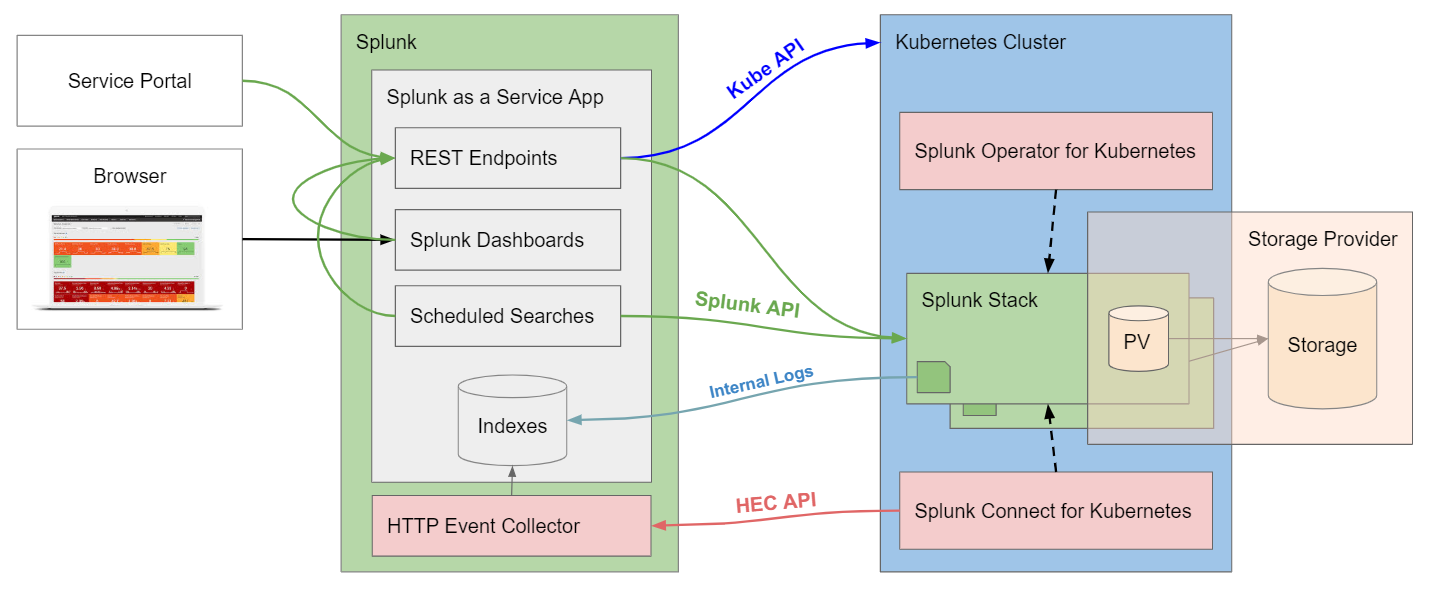 Service Portal
Browser
Splunk
Splunk as a Service App
REST Endpoints
Splunk Dashboards
Scheduled Searches
Indexes
HTTP Event Collector
Kube API
Splunk API
Internal Logs
HEC API
Kubernetes Cluster
Splunk Operator for Kubernetes
Storage Provider
Splunk Stack
PV
Storage
Splunk Connect for Kubernetes